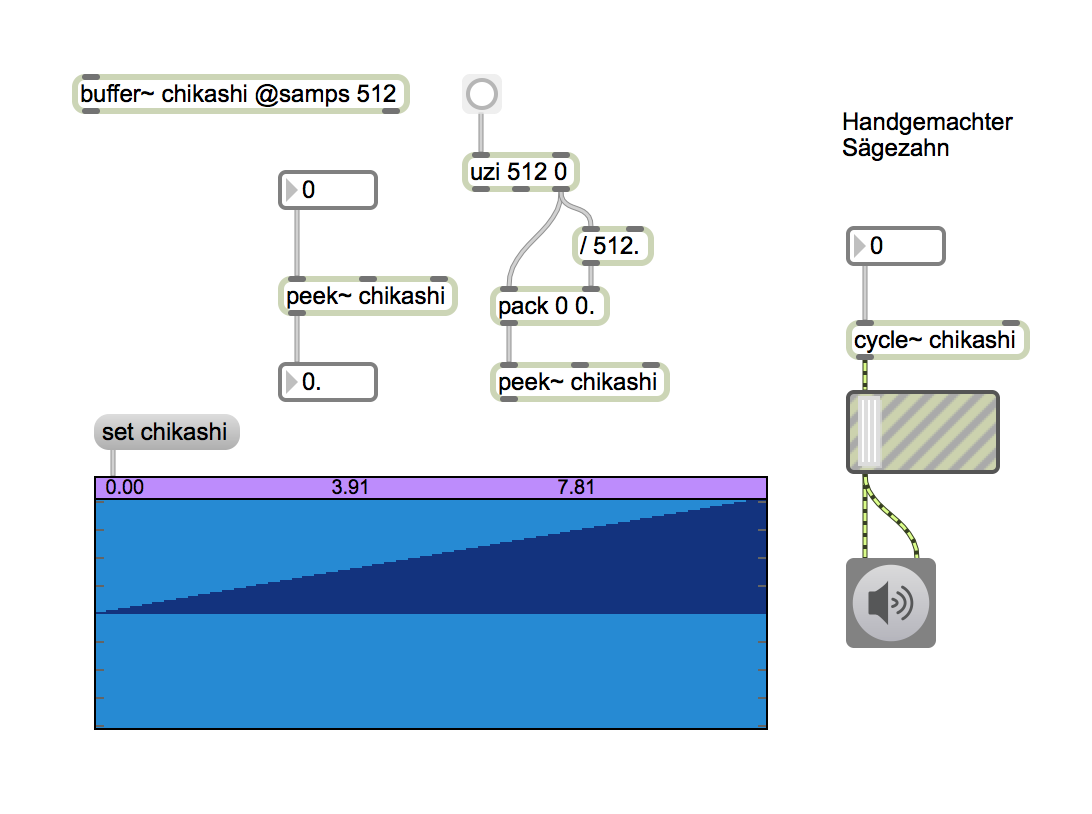 buffer~ chikashi @samps 512
Handgemachter
Sägezahn
uzi 512 0
0
/ 512.
0
peek~ chikashi
pack 0 0.
cycle~ chikashi
0.
peek~ chikashi
set chikashi
0.00 3.91 7.81